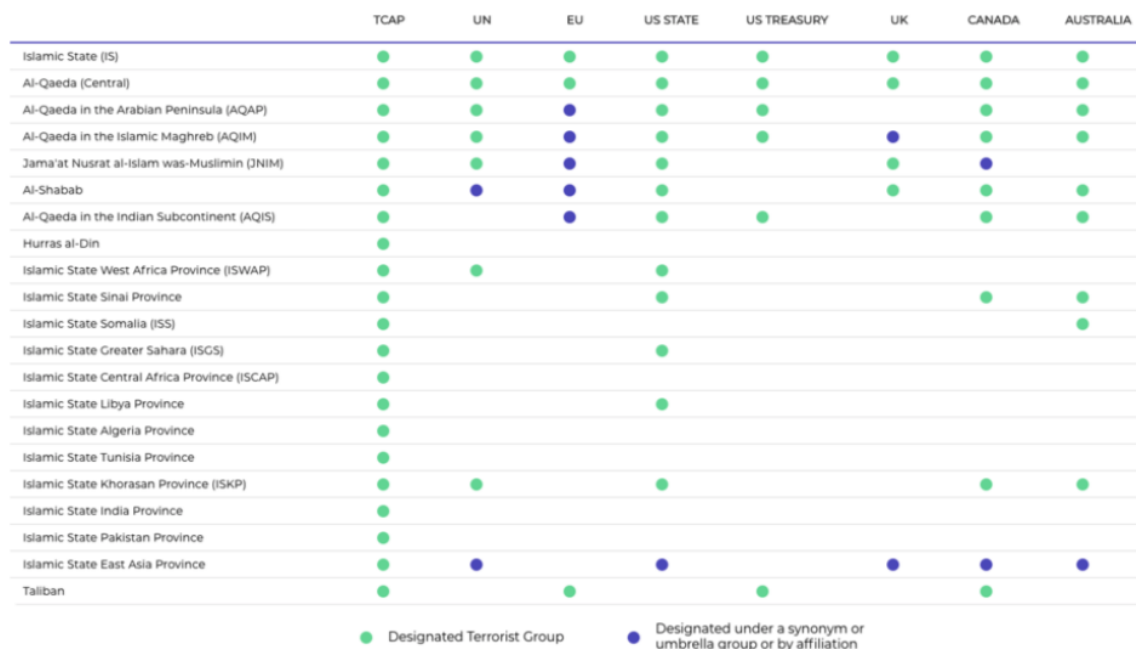 TCAP UN EU US STATE US TREASURY UK CANADA AUSTRALIA
Islamic State (IS)
Al-Qaeda (Central)
Al-Qaeda in the Arabian Peninsula (AQAP)
Al-Qaeda in the Islamic Maghreb (AQIM)
Jama'at Nusrat al-Islam was-Muslimin (JNIM)
Al-Shabab
Al-Qaeda in the Indian Subcontinent (AQIS)
Hurras al-Din
Islamic State West Africa Province (ISWAP)
Islamic State Sinai Province
Islamic State Somalia (ISS)
Islamic State Greater Sahara (ISGS)
Islamic State Central Africa Province (ISCAP)
Islamic State Libya Province
Islamic State Algeria Province
Islamic State Tunisia Province
Islamic State Khorasan Province (ISKP)
Islamic State India Province
Islamic State Pakistan Province
Islamic State East Asia Province
Taliban
Designated Terrorist Group
Designated under a synonym or
umbrella group or by affiliation